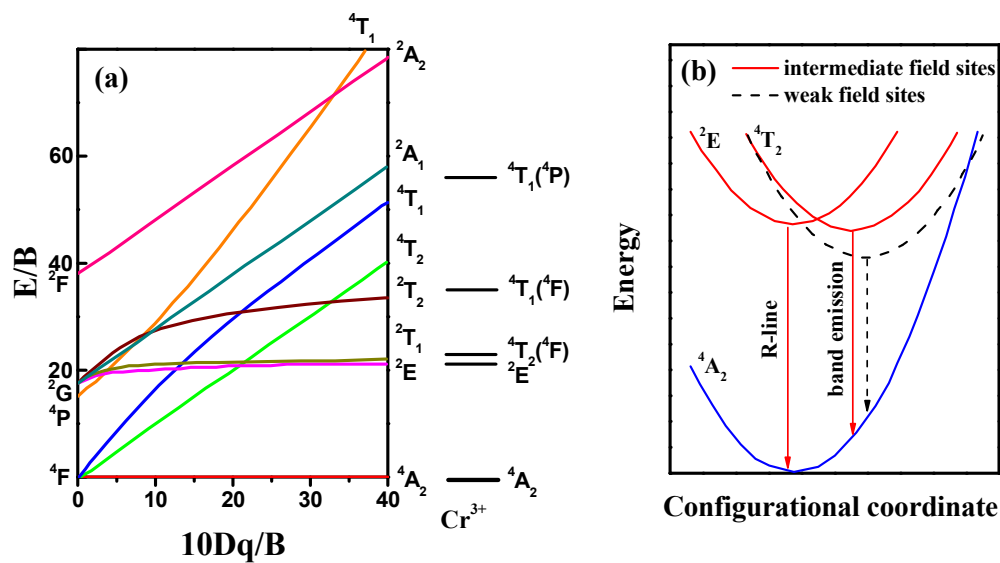 (a)
E/B
60
40
20
0
10
20
30
40
10Dq/B
²F
²G
⁴P
⁴F
⁴T₁
²A₂
²A₁
⁴T₁
⁴T₂
²T₂
²T₁
²E
⁴A₂
⁴T₁(⁴P)
⁴T₁(⁴F)
⁴T₂(⁴F)
²E
⁴A₂
Cr³⁺
(b)
intermediate field sites
weak field sites
²E
⁴T₂
⁴A₂
R-line
band emission
Energy
Configurational coordinate